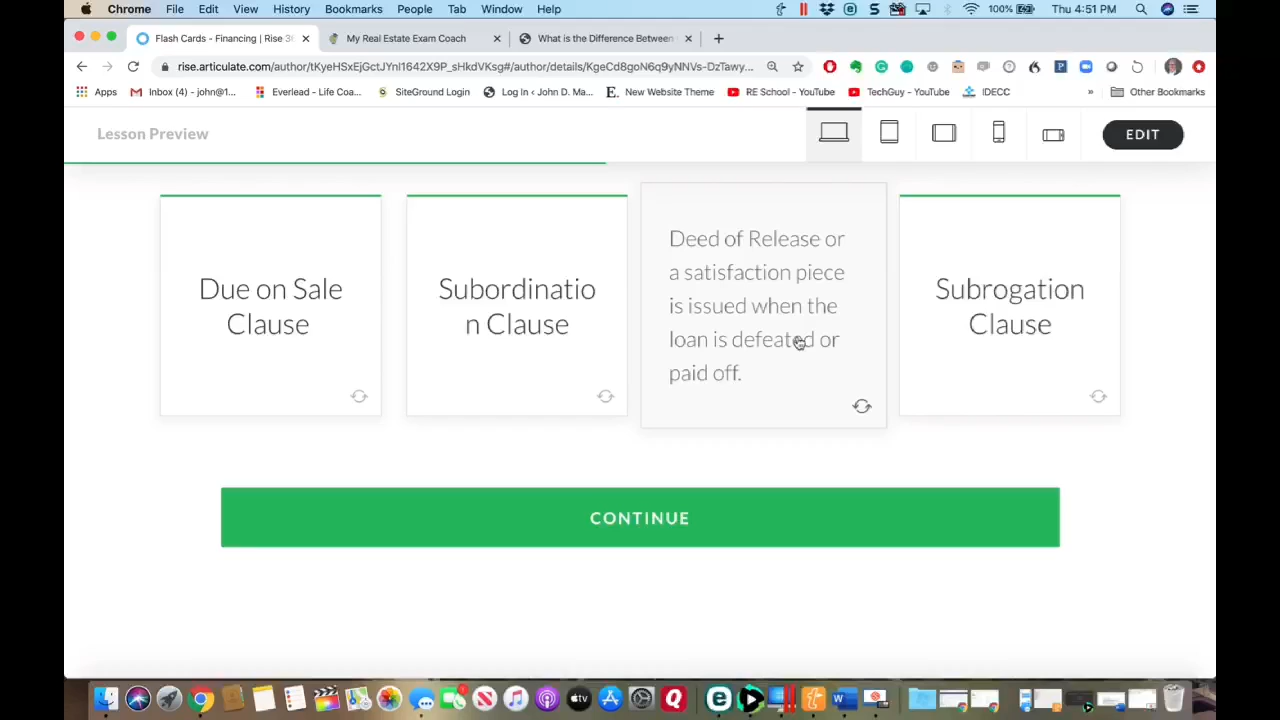 Chrome File Edit View History Bookmarks People Tab Window Help 100% Thu 4:51 PM
Flash Cards - Financing | Rise 3 My Real Estate Exam Coach What is the Difference Between
rise.articulate.com/author/tKyeHSxEjGctJYnl1642X9P_sHkdVKsg#/author/details/KgeCd8goN6q9yNNVs-DzTawy...
Apps Inbox (4) - john@1... Everlead - Life Coa... SiteGround Login Log In ‹ John D. Ma... New Website Theme RE School - YouTube TechGuy - YouTube IDECC » Other Bookmarks
Lesson Preview
EDIT
Due on Sale
Clause
Subordinatio
n Clause
Deed of Release or
a satisfaction piece
is issued when the
loan is defeated or
paid off.
Subrogation
Clause
CONTINUE